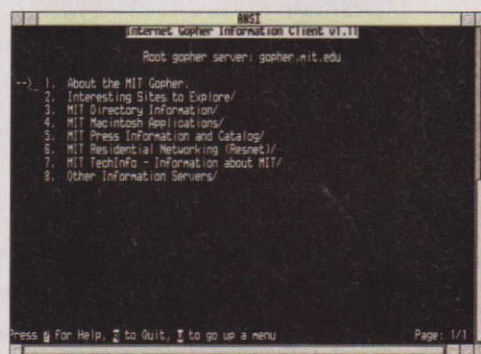 ANSI
Internet Gopher Information Client v1.11
Root gopher server: gopher.mit.edu
--> 1. About the MIT Gopher.
2. Interesting Sites to Explore/
3. MIT Directory Information/
4. MIT Macintosh Applications/
5. MIT Press Information and Catalog/
6. MIT Residential Networking (Resnet)/
7. MIT TechInfo - Information about MIT/
8. Other Information Servers/
Press ? for Help, q to Quit, u to go up a menu Page: 1/1